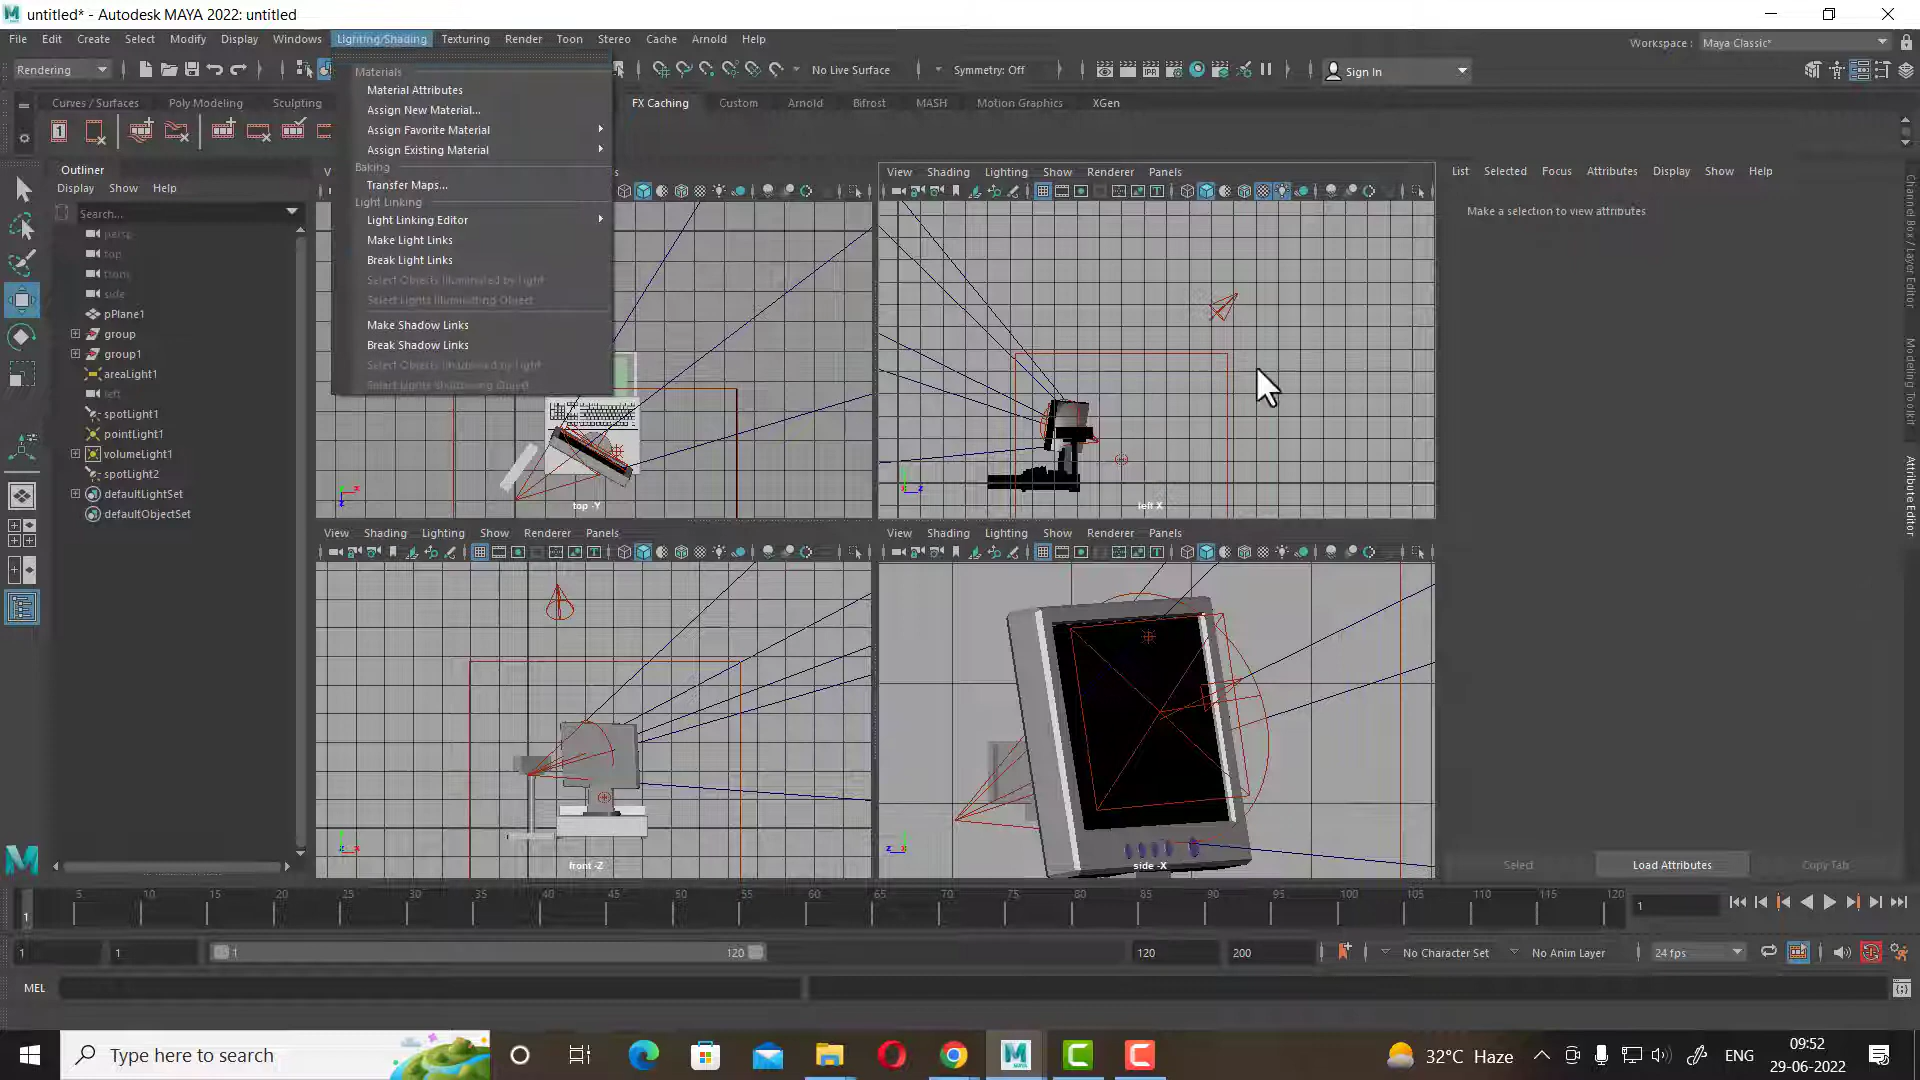 untitled* - Autodesk MAYA 2022: untitled
File Edit Create Select Modify Display Windows Lighting/Shading Texturing Render Toon Stereo Cache Arnold Help
Workspace : Maya Classic*
Rendering
No Live Surface
Symmetry: Off
Sign In
Curves / Surfaces Poly Modeling Sculpting FX Caching Custom Arnold Bifrost MASH Motion Graphics XGen
Materials
Material Attributes
Assign New Material...
Assign Favorite Material
Assign Existing Material
Baking
Transfer Maps...
Light Linking
Light Linking Editor
Make Light Links
Break Light Links
Select Objects Illuminated by Light
Select Lights Illuminating Object
Make Shadow Links
Break Shadow Links
Select Objects Shadowed by Light
Select Lights Shadowing Object
Outliner
Display Show Help
Search...
persp
top
front
side
pPlane1
group
group1
areaLight1
left
spotLight1
pointLight1
volumeLight1
spotLight2
defaultLightSet
defaultObjectSet
View Shading Lighting Show Renderer Panels
top -Y
left X
View Shading Lighting Show Renderer Panels
View Shading Lighting Show Renderer Panels
front -Z
side -X
List Selected Focus Attributes Display Show Help
Make a selection to view attributes
Select Load Attributes Copy Tab
Channel Box / Layer Editor
Modeling Toolkit
Attribute Editor
5 10 15 20 25 30 35 40 45 50 55 60 65 70 75 80 85 90 95 100 105 110 115 120
1
1
1 1 1 120 120 200 No Character Set No Anim Layer 24 fps
MEL
Type here to search
32°C Haze
ENG
09:52
29-06-2022